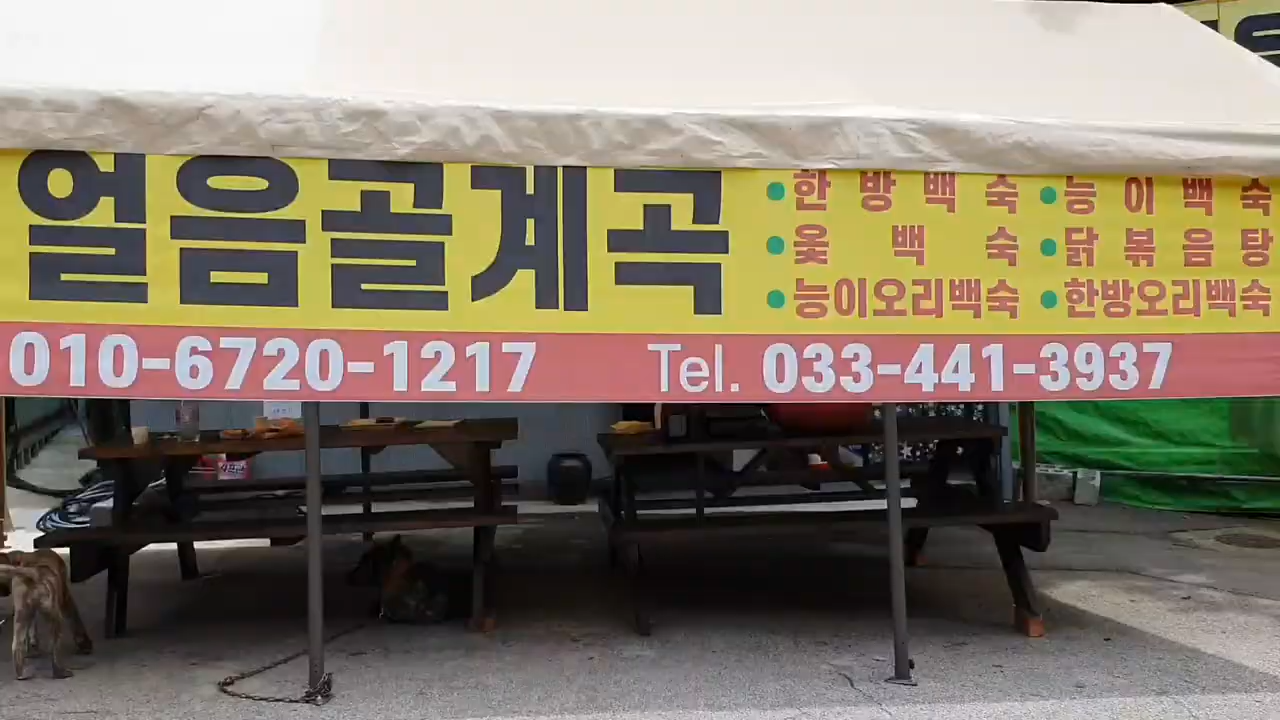 얼음골계곡
한방백숙 능이백숙
옻백숙 닭볶음탕
능이오리백숙 한방오리백숙
010-6720-1217 Tel. 033-441-3937